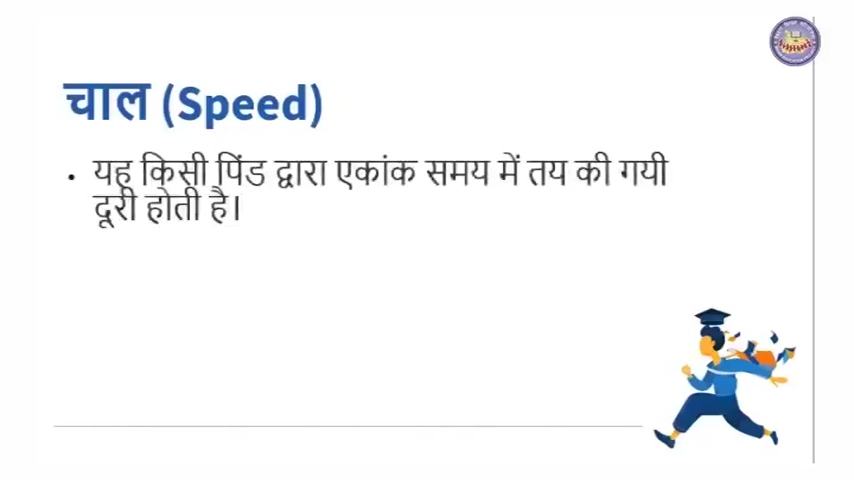 चाल (Speed)
• यह किसी पिंड द्वारा एकांक समय में तय की गयी
दूरी होती है।